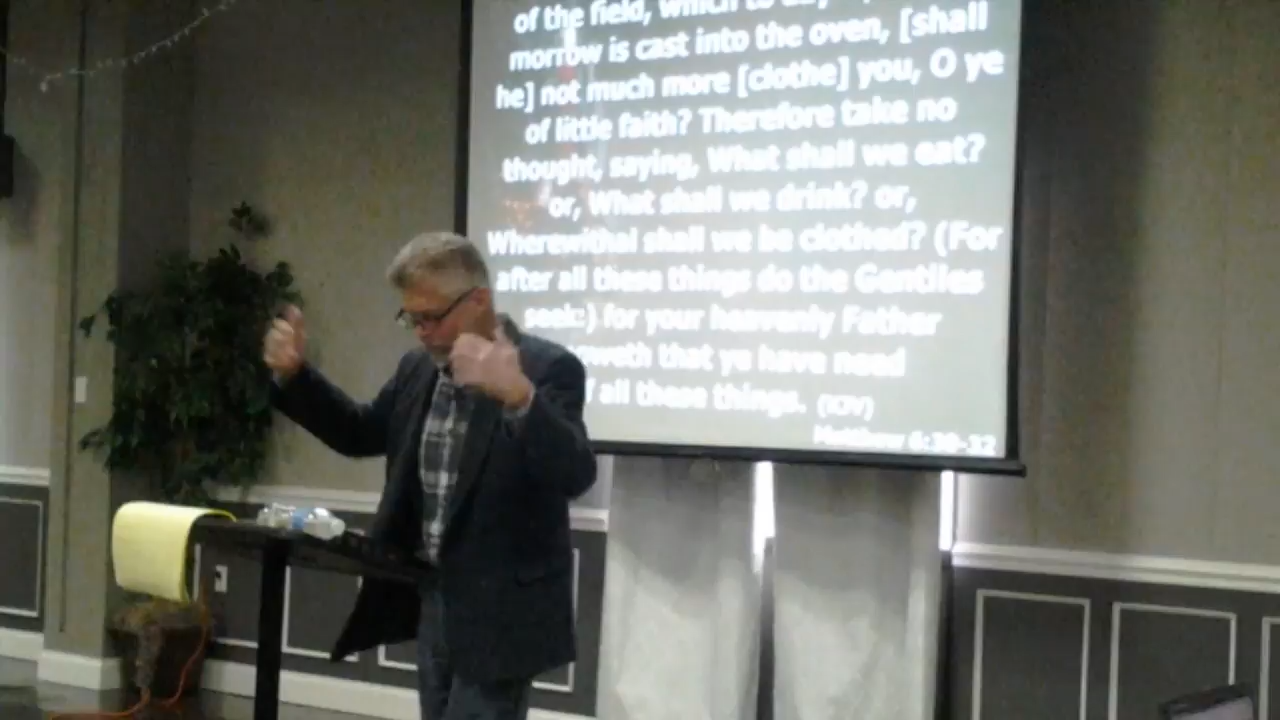 of the field, which to day
morrow is cast into the oven, [shall
he] not much more [clothe] you, O ye
of little faith? Therefore take no
thought, saying, What shall we eat?
or, What shall we drink? or,
Wherewithal shall we be clothed? (For
after all these things do the Gentiles
seek:) for your heavenly Father
oweth that ye have need
all these things. (KJV)
Matthew 6:30-32